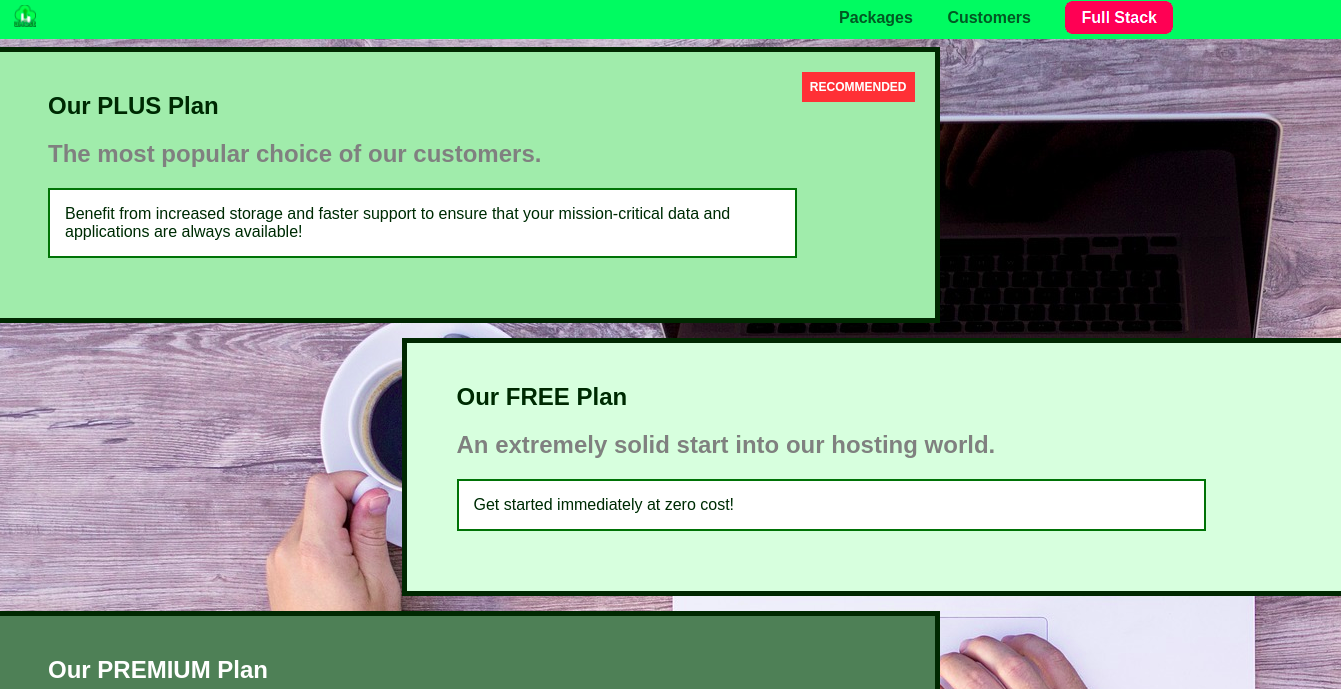 Packages Customers Full Stack
RECOMMENDED
Our PLUS Plan
The most popular choice of our customers.
Benefit from increased storage and faster support to ensure that your mission-critical data and
applications are always available!
Our FREE Plan
An extremely solid start into our hosting world.
Get started immediately at zero cost!
Our PREMIUM Plan